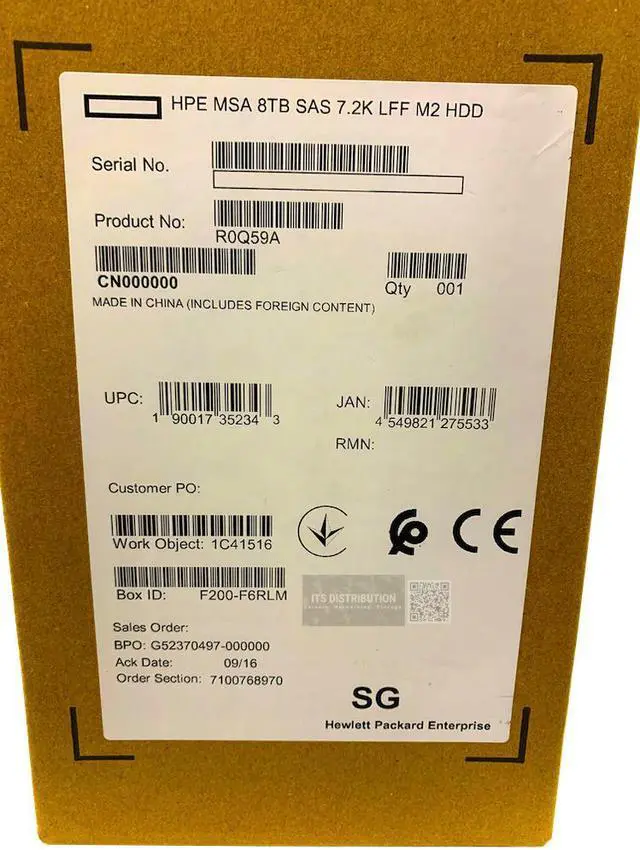 HPE MSA 8TB SAS 7.2K LFF M2 HDD
Serial No.
Product No:
R0Q59A
CN000000
Qty 001
MADE IN CHINA (INCLUDES FOREIGN CONTENT)
UPC:
1 90017 35234 3
JAN:
4 549821 275533
RMN:
Customer PO:
Work Object: 1C41516
CE
Box ID: F200-F6RLM
ITS DISTRIBUTION
Sales Order:
BPO: G52370497-000000
Ack Date: 09/16
Order Section: 7100768970
SG
Hewlett Packard Enterprise